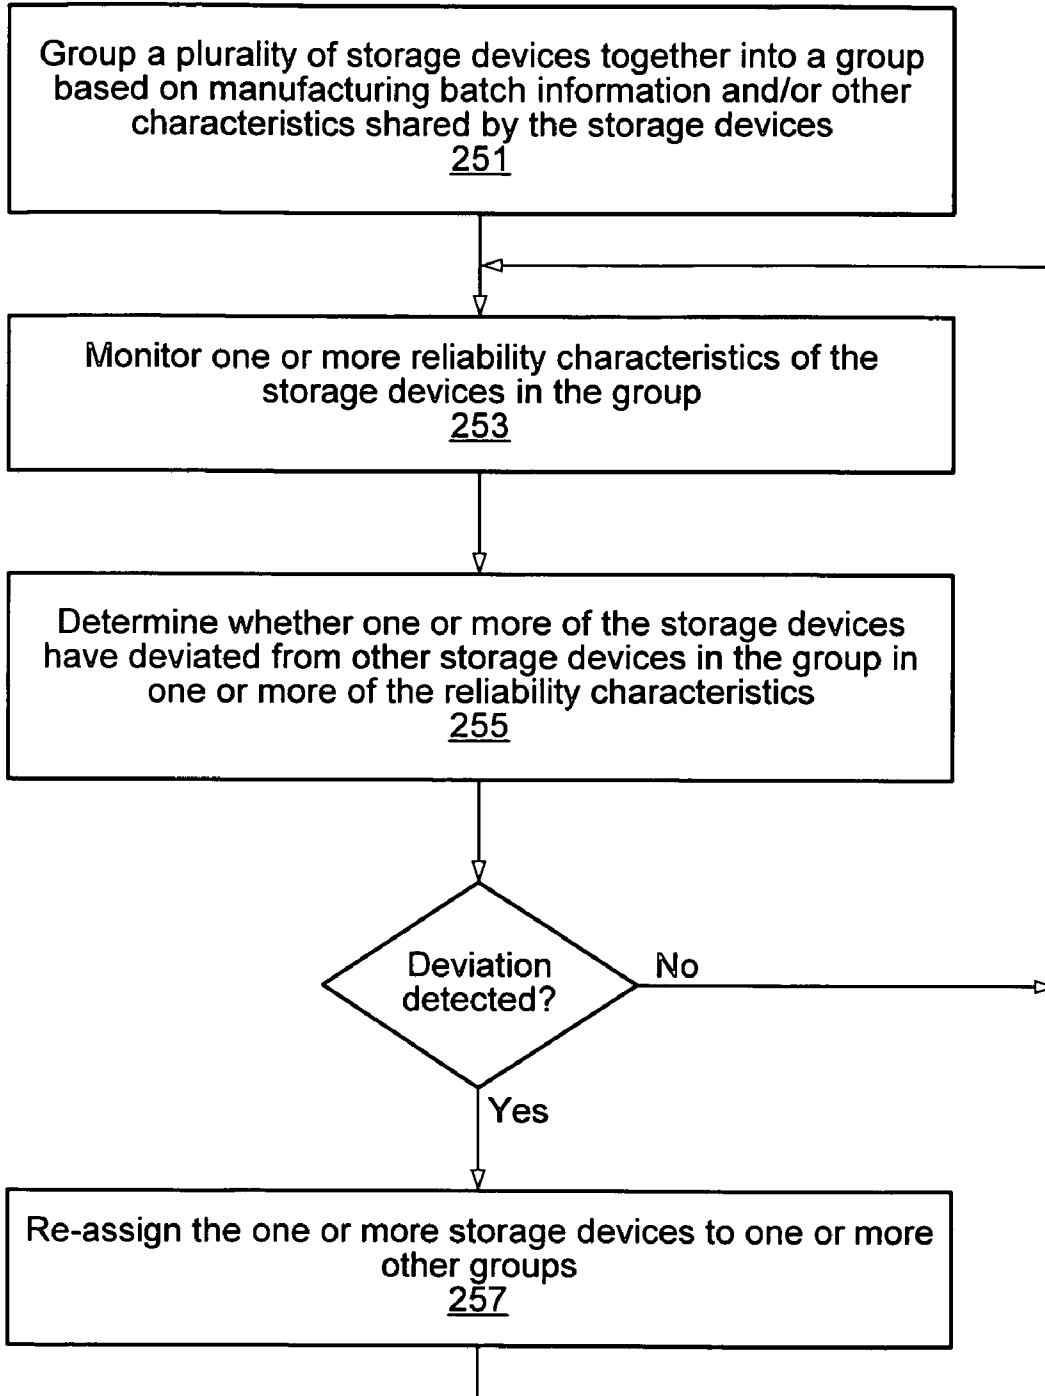 Group a plurality of storage devices together into a group
based on manufacturing batch information and/or other
characteristics shared by the storage devices
251
Monitor one or more reliability characteristics of the
storage devices in the group
253
Determine whether one or more of the storage devices
have deviated from other storage devices in the group in
one or more of the reliability characteristics
255
Deviation
detected?
No
Yes
Re-assign the one or more storage devices to one or more
other groups
257